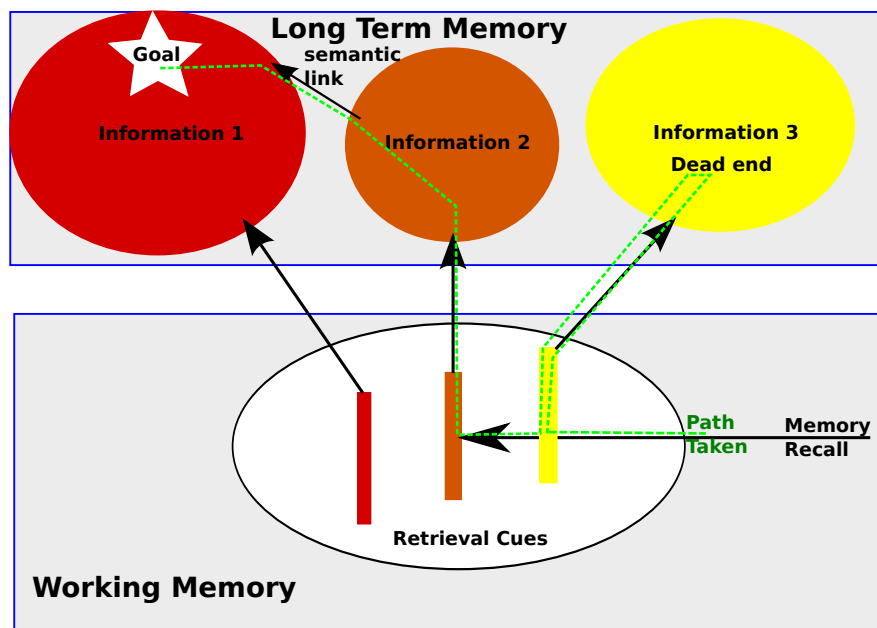 Long Term Memory
Goal
semantic
link
Information 1
Information 2
Information 3
Dead end
Path
Taken
Memory
Recall
Retrieval Cues
Working Memory